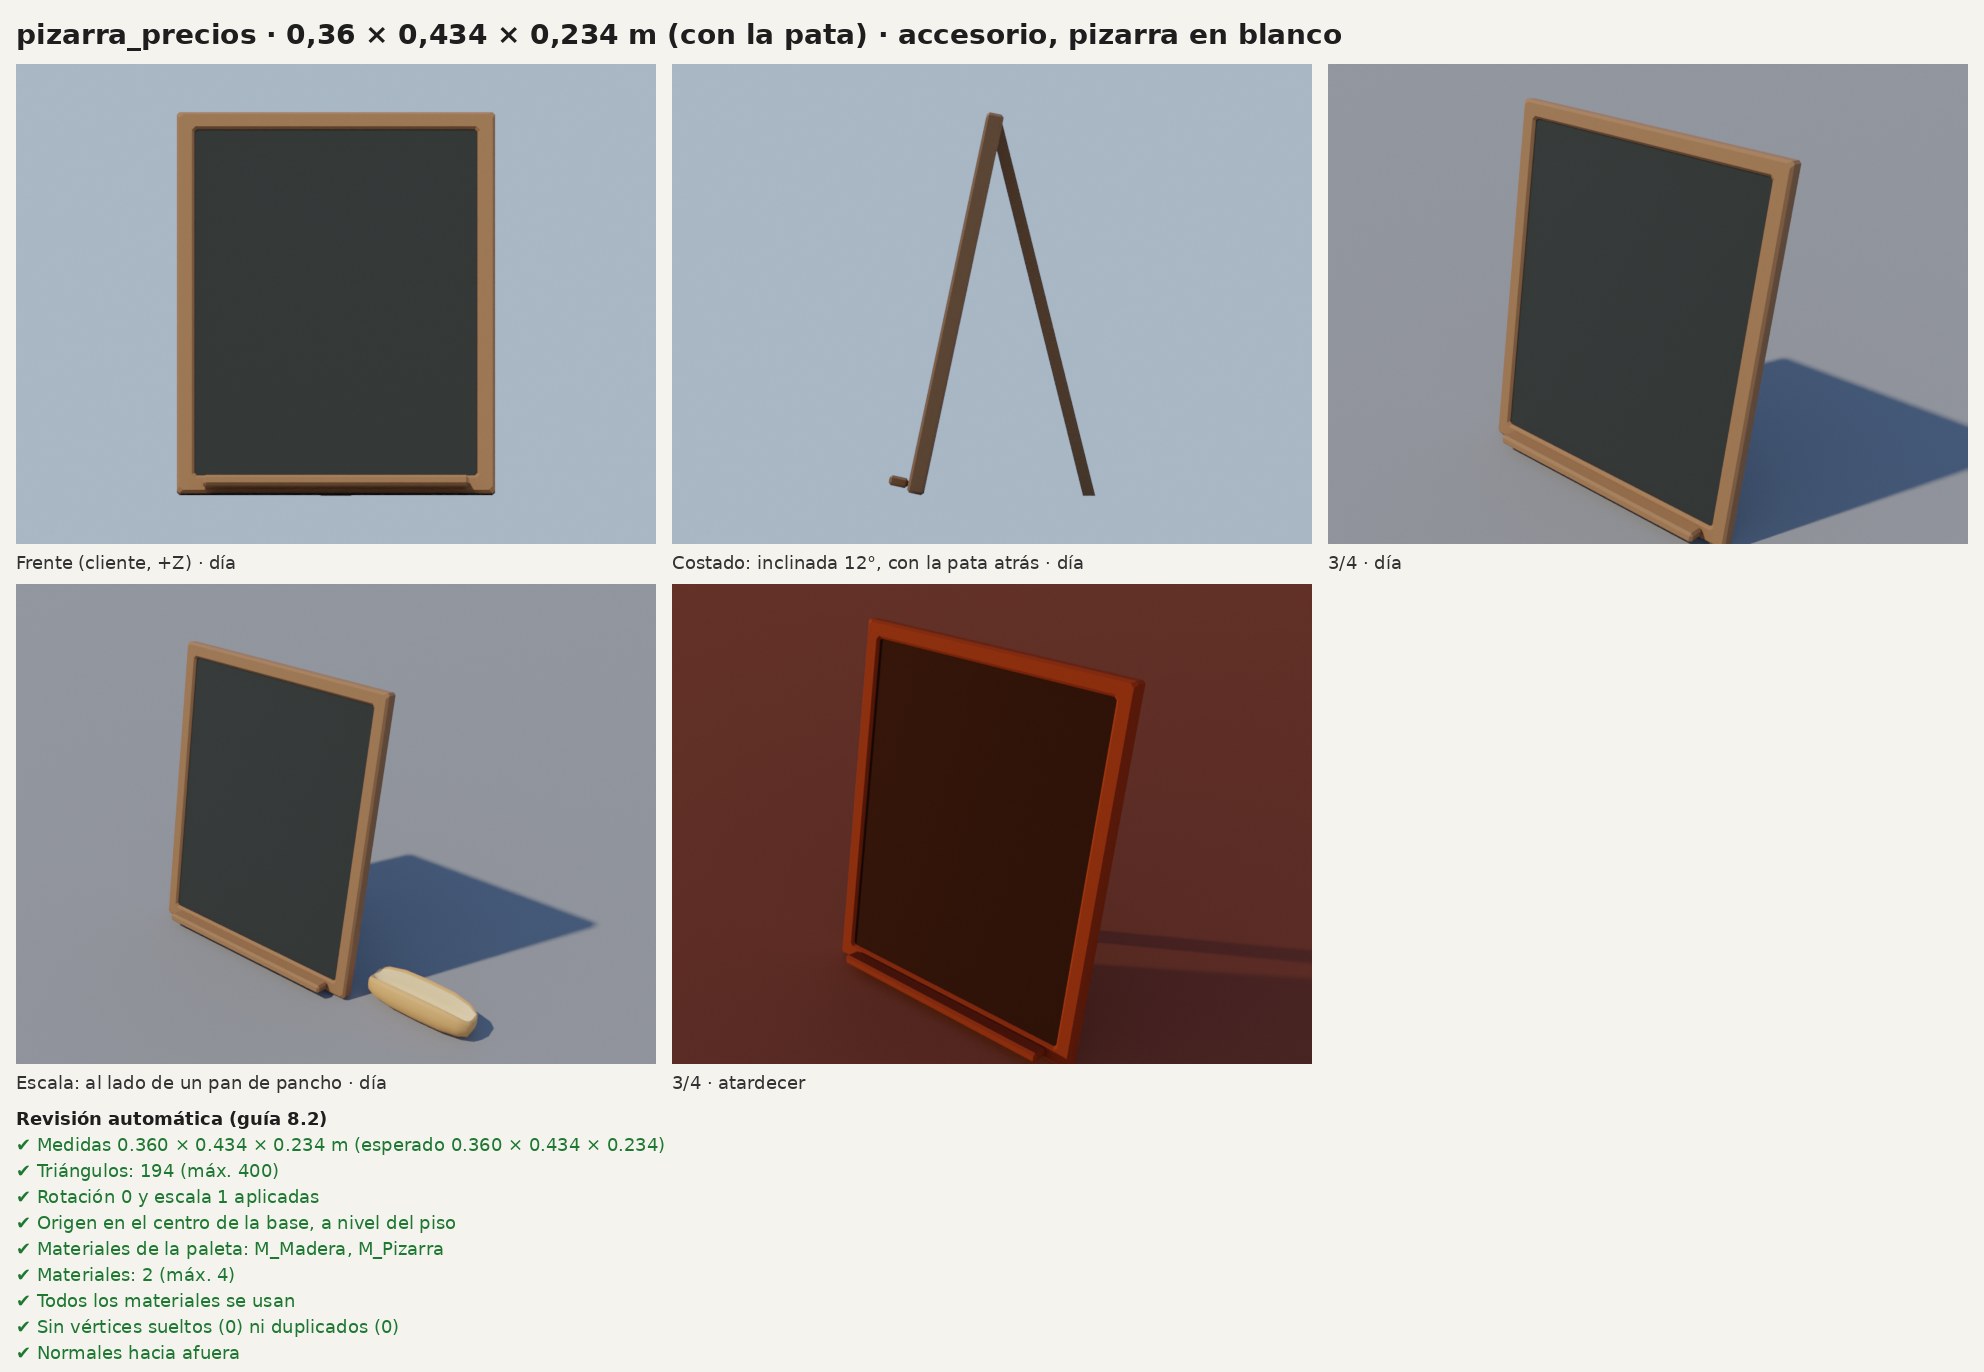 pizarra_precios · 0,36 × 0,434 × 0,234 m (con la pata) · accesorio, pizarra en blanco
Frente (cliente, +Z) · día
Costado: inclinada 12°, con la pata atrás · día
3/4 · día
Escala: al lado de un pan de pancho · día
3/4 · atardecer
Revisión automática (guía 8.2)
✔ Medidas 0.360 × 0.434 × 0.234 m (esperado 0.360 × 0.434 × 0.234)
✔ Triángulos: 194 (máx. 400)
✔ Rotación 0 y escala 1 aplicadas
✔ Origen en el centro de la base, a nivel del piso
✔ Materiales de la paleta: M_Madera, M_Pizarra
✔ Materiales: 2 (máx. 4)
✔ Todos los materiales se usan
✔ Sin vértices sueltos (0) ni duplicados (0)
✔ Normales hacia afuera